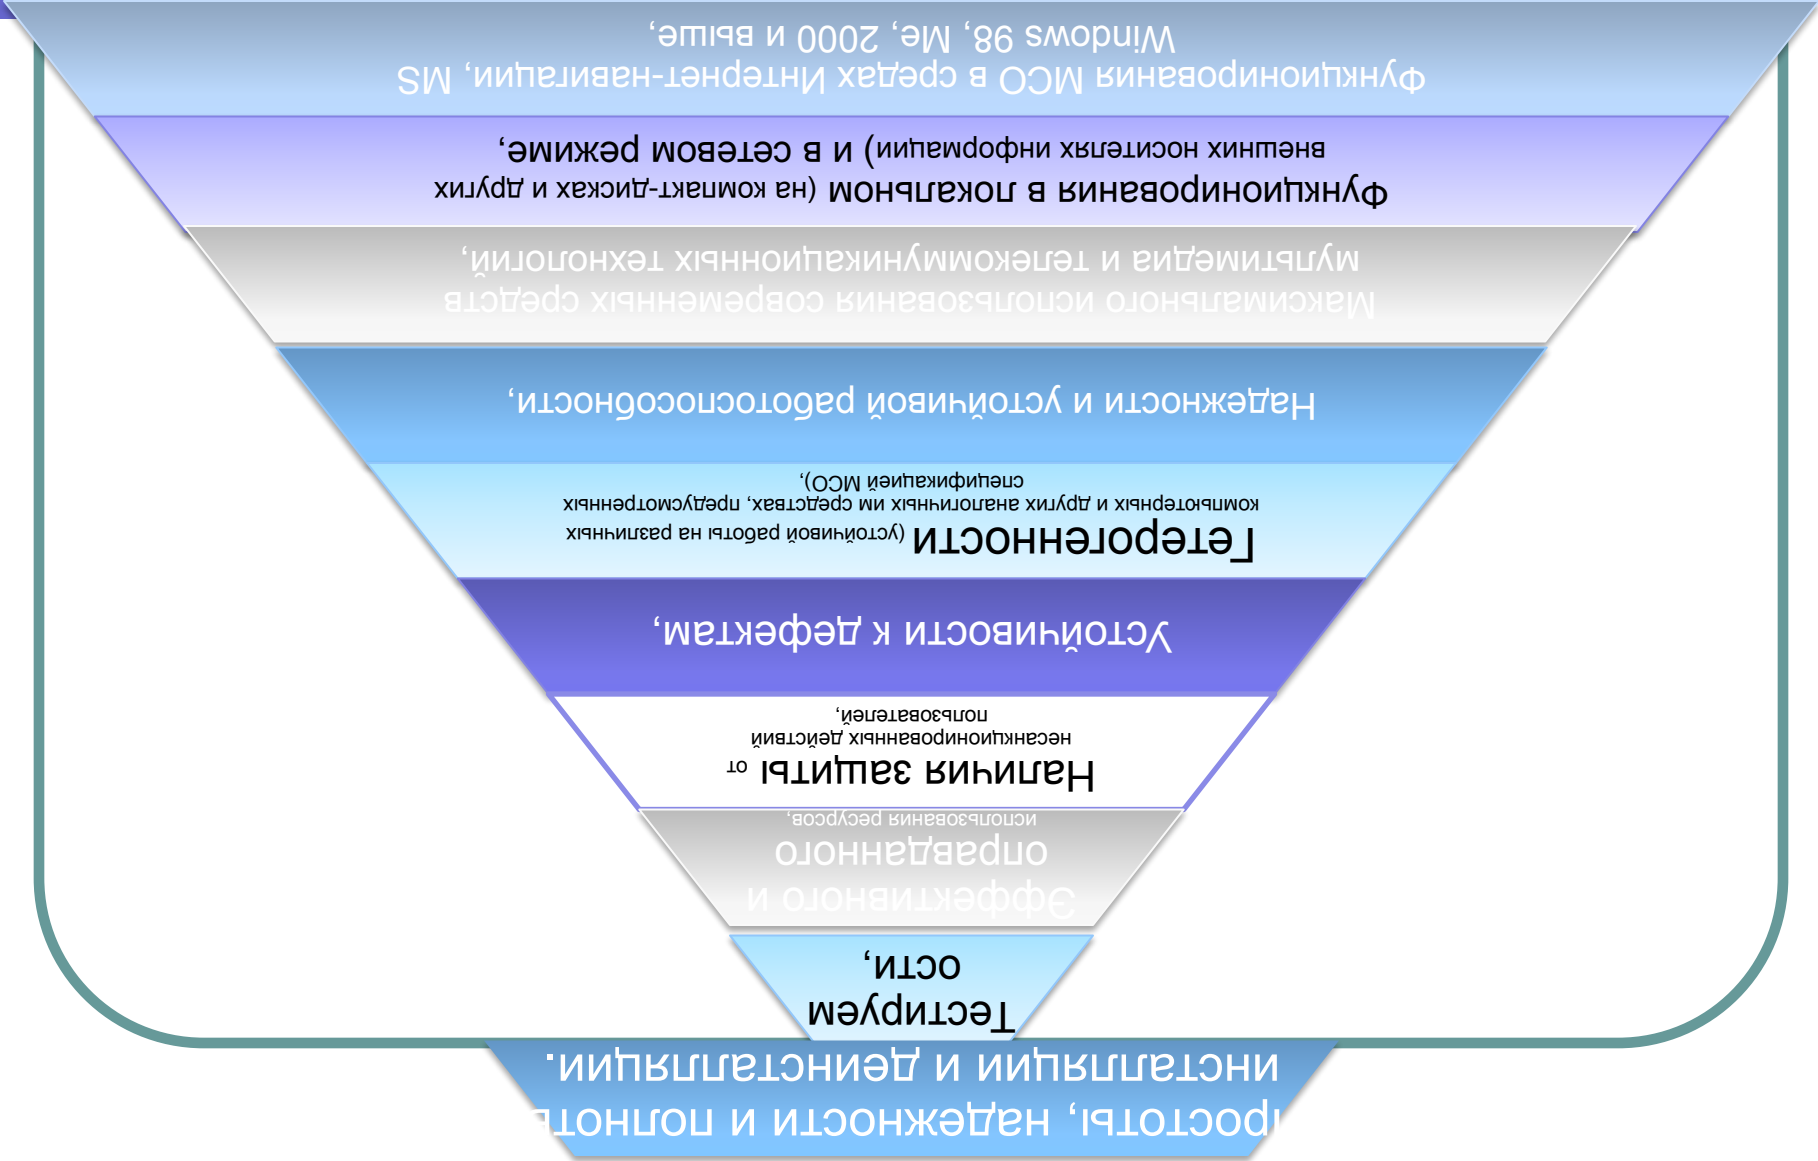 Функционирования МСО в средах Интернет-навигации, MS
Windows 98, Me, 2000 и выше,
Функционирования в локальном (на компакт-дисках и других
внешних носителях информации) и в сетевом режиме,
Максимального использования современных средств
мультимедиа и телекоммуникационных технологий,
Надежности и устойчивой работоспособности,
Гетерогенности (устойчивой работы на различных
компьютерных и других аналогичных им средствах, предусмотренных
спецификацией МСО),
Устойчивости к дефектам,
Наличия защиты от
несанкционированных действий
пользователей,
Эффективного и
оправданного
использования ресурсов,
Тестируем
ости,
ростоты, надежности и полноты
инсталляции и деинсталляции.